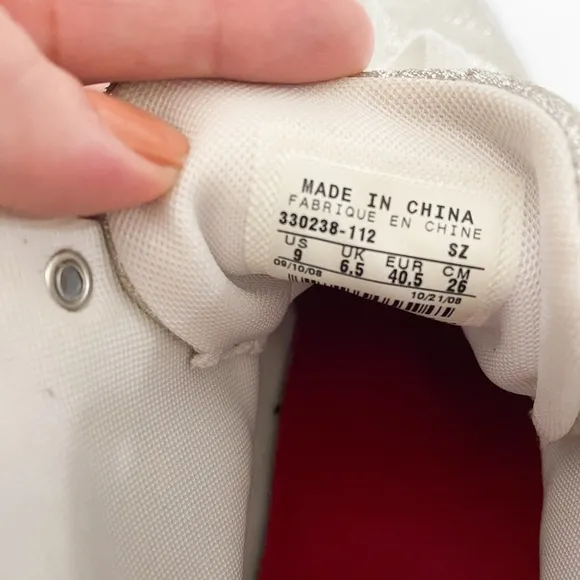 MADE IN CHINA
FABRIQUE EN CHINE
330238-112 SZ
US UK EUR CM
9 6.5 40.5 26
09/10/08 10/21/08